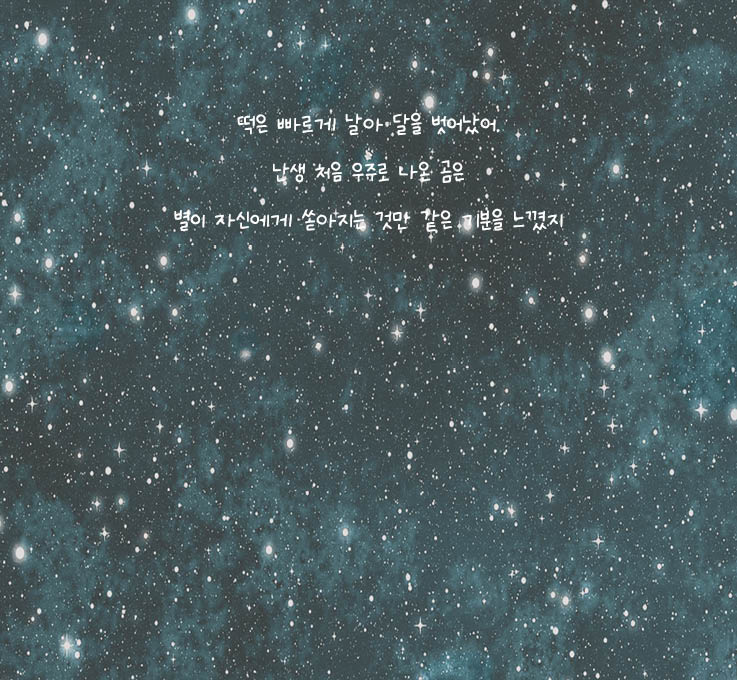 떡은 빠르게 날아 달을 벗어났어.
난생 처음 우쥬로 나온 곰은
별이 자신에게 쏟아지는 것만 같은 기분을 느꼈지